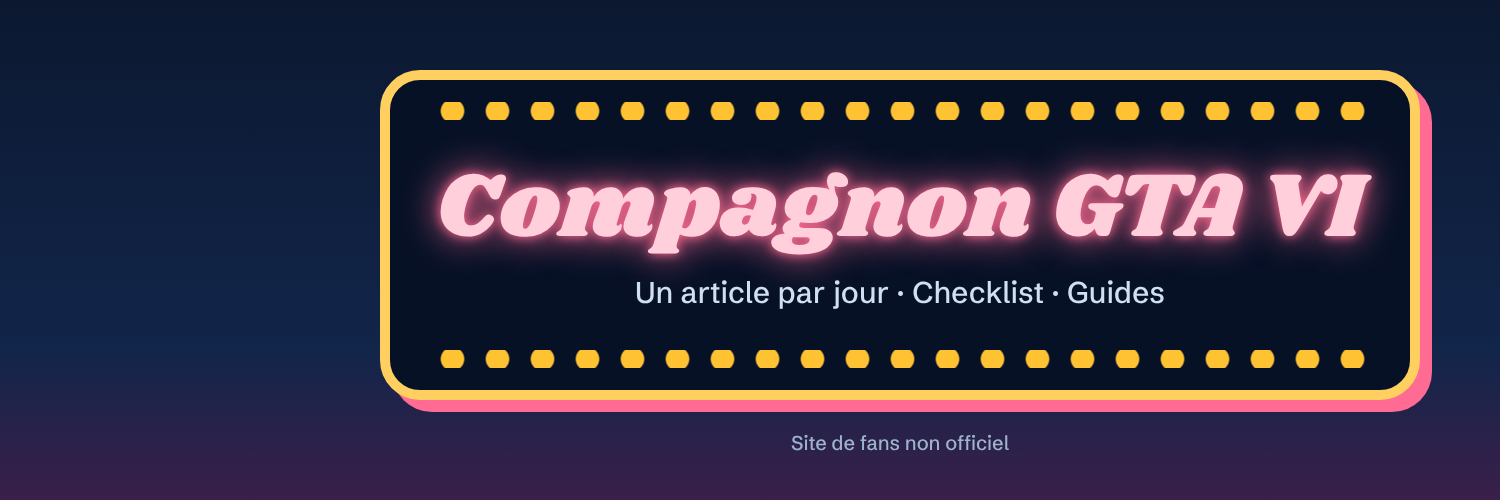 Compagnon GTA VI
Un article par jour · Checklist · Guides
Site de fans non officiel